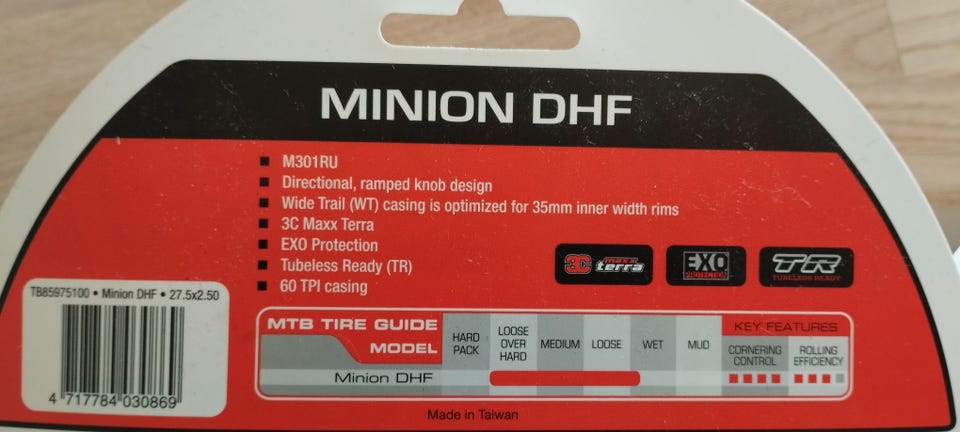 MINION DHF
M301RU
Directional, ramped knob design
Wide Trail (WT) casing is optimized for 35mm inner width rims
3C Maxx Terra
EXO Protection
Tubeless Ready (TR)
60 TPI casing
3C maxx terra
EXO PROTECTION
TR TUBELESS READY
TB85975100 • Minion DHF • 27.5x2.50
4 717784 030869
MTB TIRE GUIDE
MODEL
HARD PACK
LOOSE OVER HARD
MEDIUM
LOOSE
WET
MUD
KEY FEATURES
CORNERING CONTROL
ROLLING EFFICIENCY
Minion DHF
Made in Taiwan